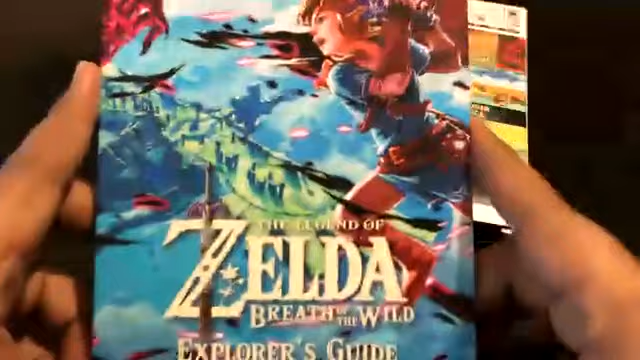 THE LEGEND OF
ZELDA
BREATH OF THE WILD
EXPLORER'S GUIDE